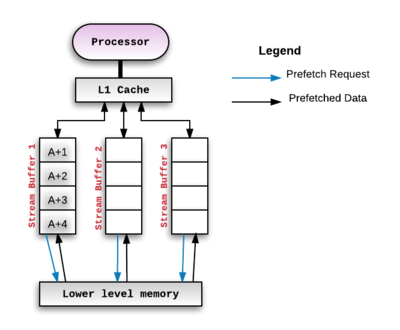 Processor
Legend
Prefetch Request
L1 Cache
Prefetched Data
Stream Buffer 1
A+1
A+2
A+3
A+4
Stream Buffer 2
Stream Buffer 3
Lower level memory